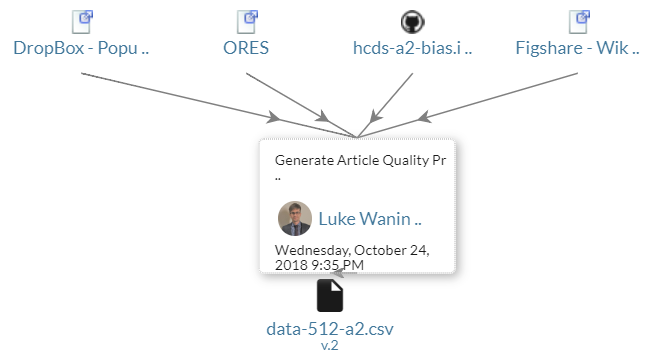 DropBox - Popu ..
ORES
hcds-a2-bias.i ..
Figshare - Wik ..
Generate Article Quality Pr
..
Luke Wanin ..
Wednesday, October 24,
2018 9:35 PM
data-512-a2.csv
v.2